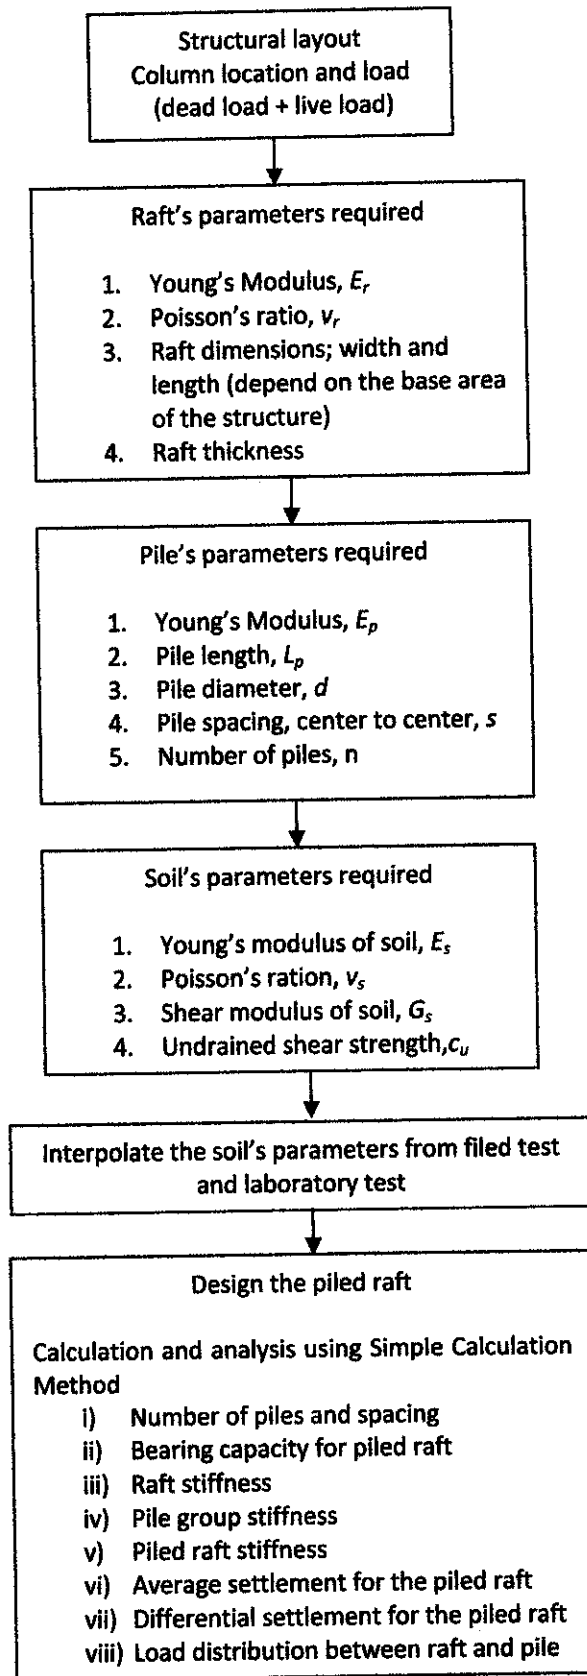 Structural layout
Column location and load
(dead load + live load)
Raft's parameters required
1. Young's Modulus, Er
2. Poisson's ratio, vr
3. Raft dimensions; width and
length (depend on the base area
of the structure)
4. Raft thickness
Pile's parameters required
1. Young's Modulus, Ep
2. Pile length, Lp
3. Pile diameter, d
4. Pile spacing, center to center, s
5. Number of piles, n
Soil's parameters required
1. Young's modulus of soil, Es
2. Poisson's ration, vs
3. Shear modulus of soil, Gs
4. Undrained shear strength,cu
Interpolate the soil's parameters from filed test
and laboratory test
Design the piled raft
Calculation and analysis using Simple Calculation
Method
i) Number of piles and spacing
ii) Bearing capacity for piled raft
iii) Raft stiffness
iv) Pile group stiffness
v) Piled raft stiffness
vi) Average settlement for the piled raft
vii) Differential settlement for the piled raft
viii) Load distribution between raft and pile